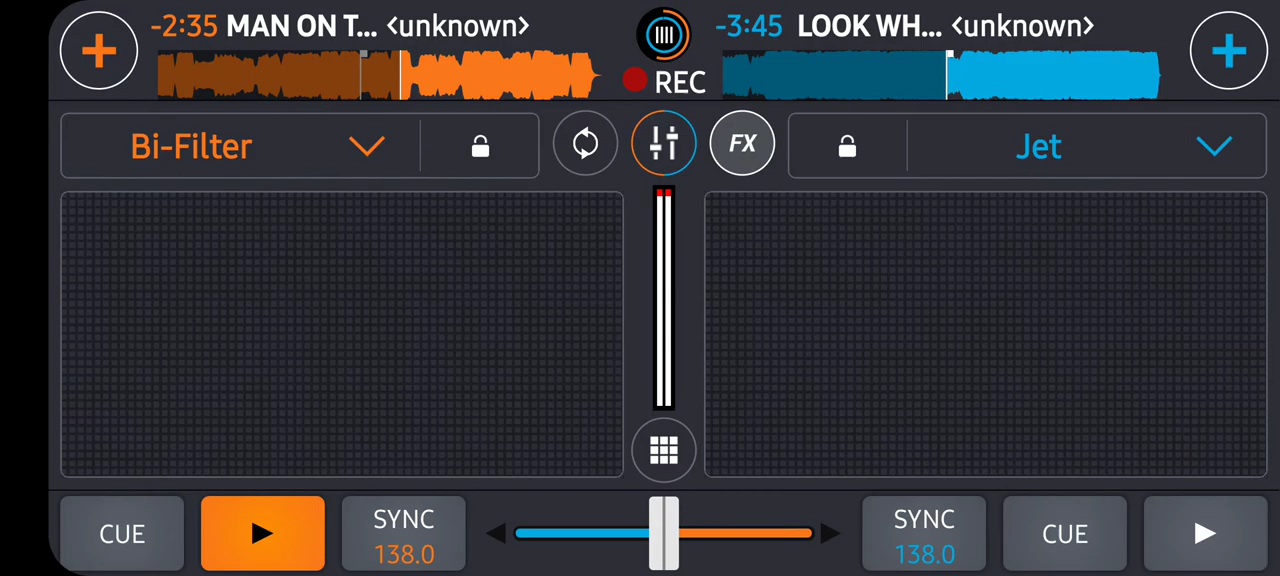 -2:35 MAN ON T... <unknown>
-3:45 LOOK WH... <unknown>
REC
Bi-Filter
FX
Jet
CUE
SYNC
138.0
SYNC
138.0
CUE